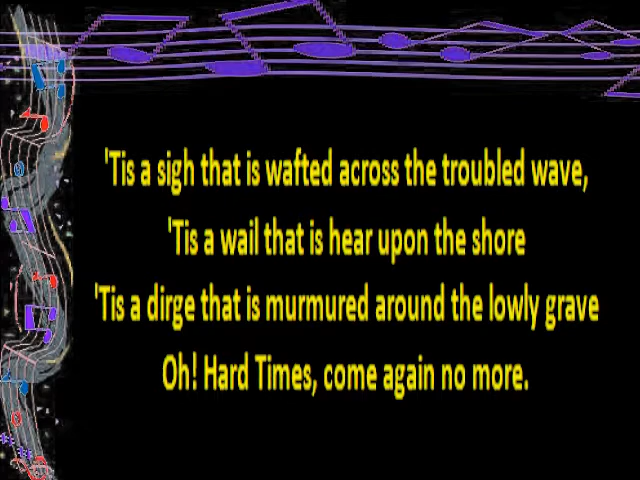 'Tis a sigh that is wafted across the troubled wave,
'Tis a wail that is hear upon the shore
'Tis a dirge that is murmured around the lowly grave
Oh! Hard Times, come again no more.